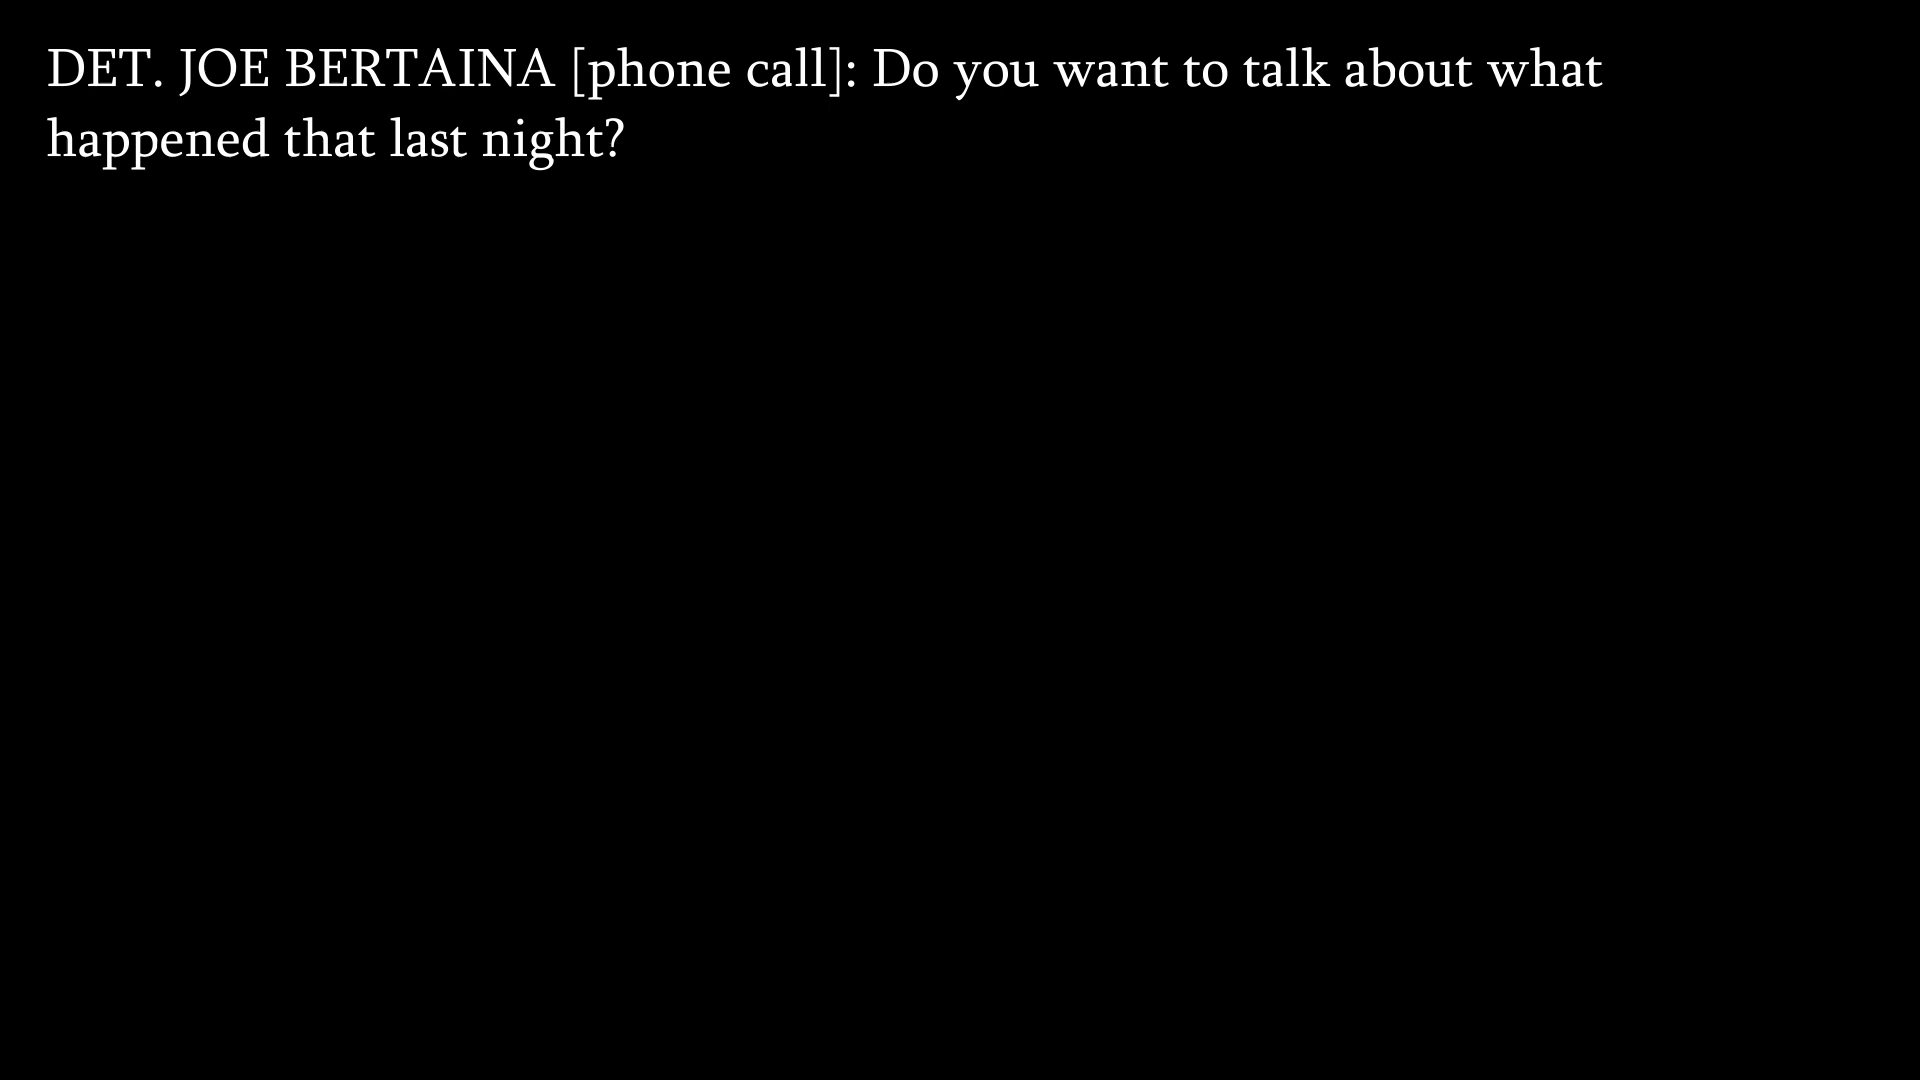 DET. JOE BERTAINA [phone call]: Do you want to talk about what
happened that last night?